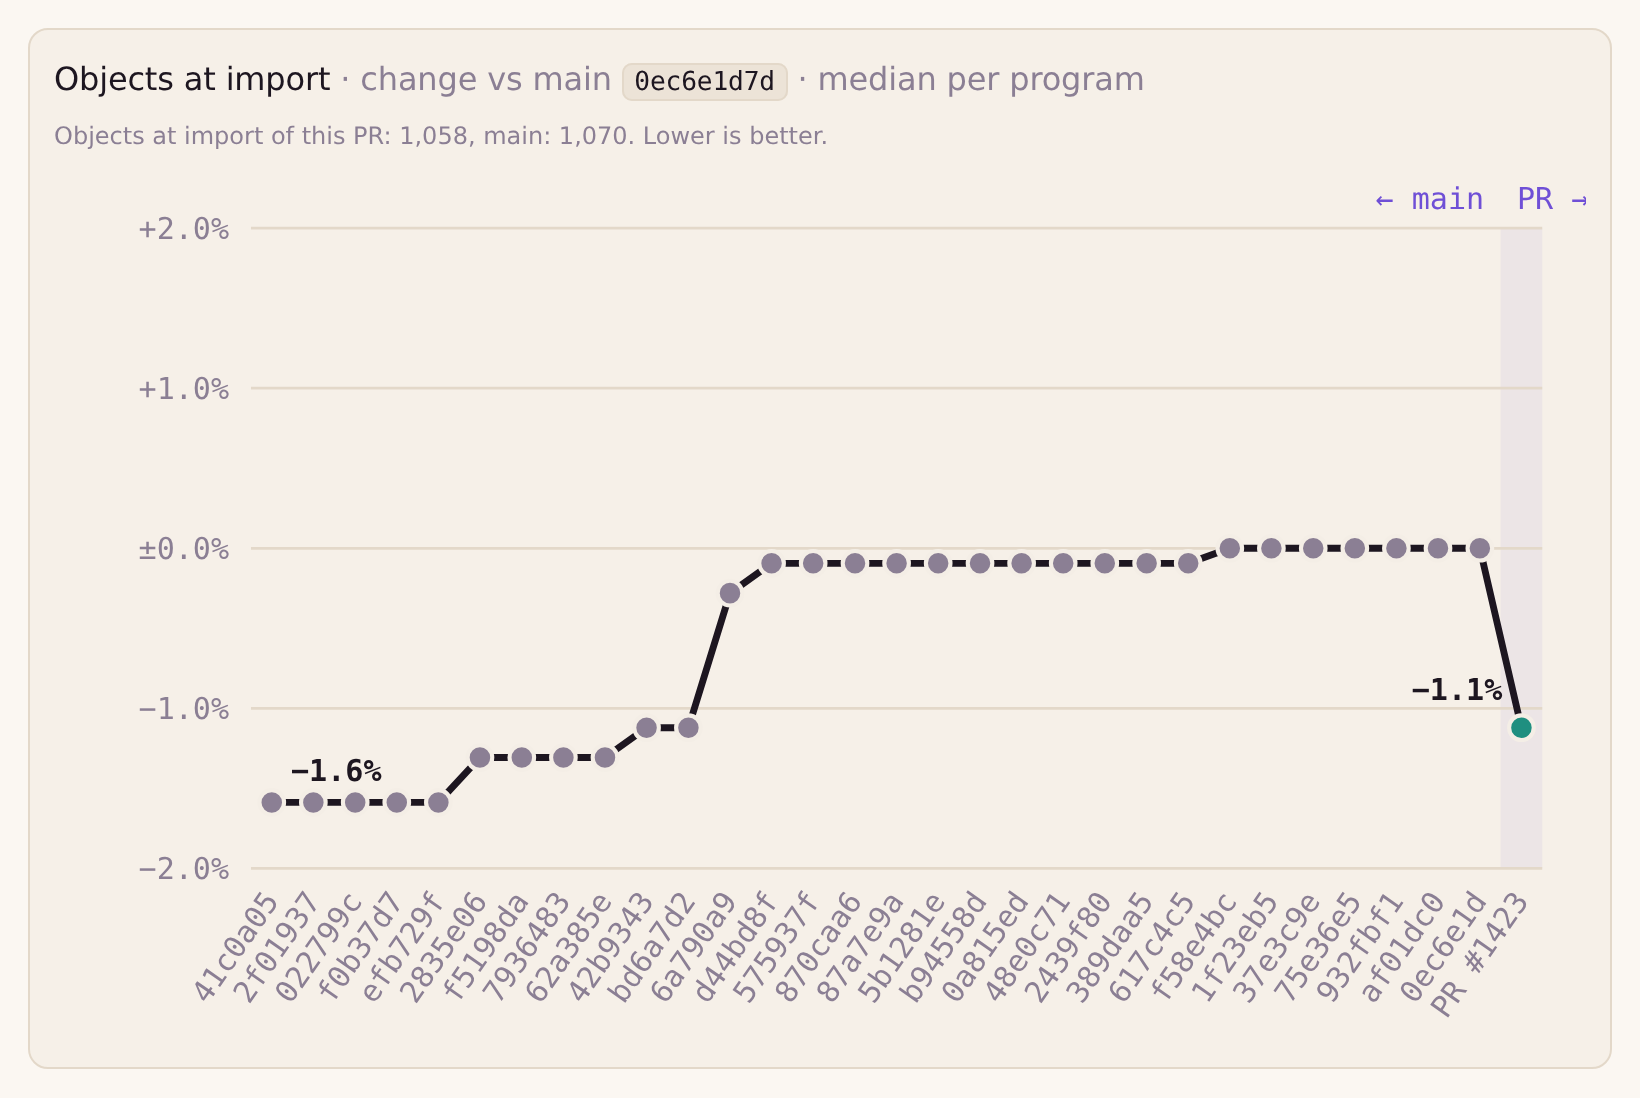 Objects at import · change vs main 0ec6e1d7d · median per program
Objects at import of this PR: 1,058, main: 1,070. Lower is better.
← main PR →
+2.0%
+1.0%
±0.0%
−1.0%
−2.0%
−1.6%
−1.1%
41c0a05
2f01937
022799c
f0b37d7
efb729f
2835e06
f5198da
7936483
62a385e
42b9343
bd6a7d2
6a790a9
d44bd8f
575937f
870caa6
87a7e9a
5b1281e
b94558d
0a815ed
48e0c71
2439f80
389daa5
617c4c5
f58e4bc
1f23eb5
37e3c9e
75e36e5
932fbf1
af01dc0
0ec6e1d
PR #1423